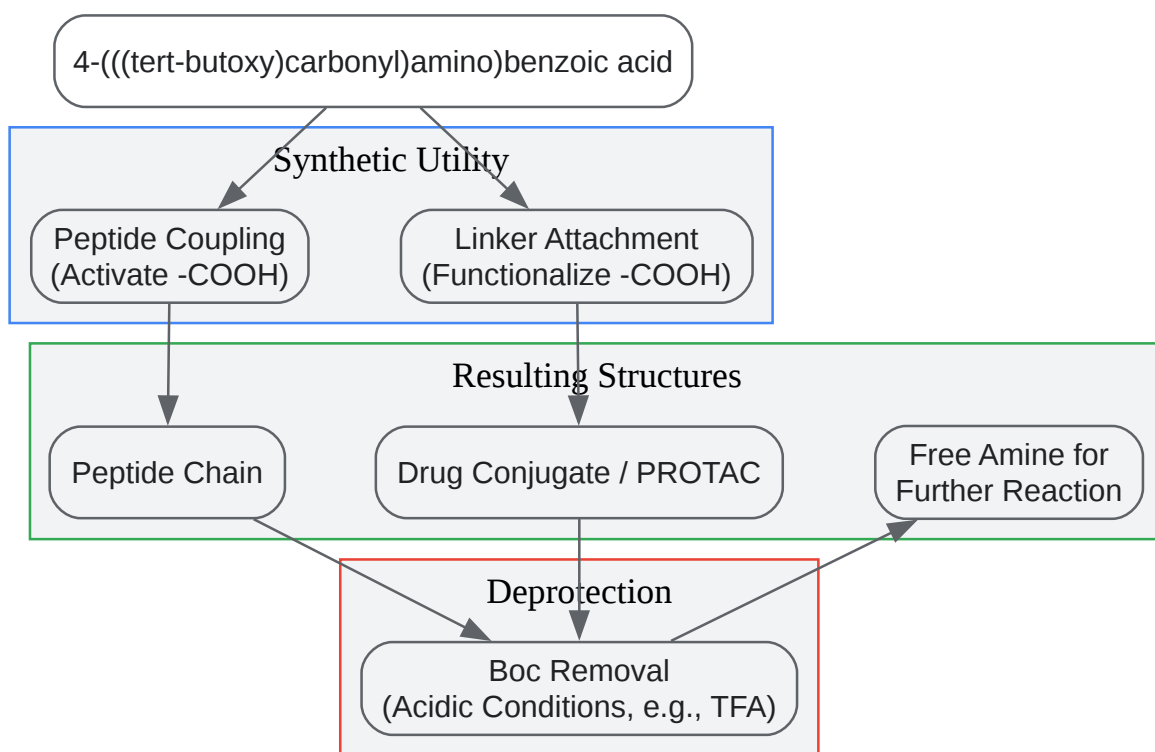 4-(((tert-butoxy)carbonyl)amino)benzoic acid
Synthetic Utility
Peptide Coupling
(Activate -COOH)
Linker Attachment
(Functionalize -COOH)
Resulting Structures
Peptide Chain
Drug Conjugate / PROTAC
Free Amine for
Further Reaction
Deprotection
Boc Removal
(Acidic Conditions, e.g., TFA)